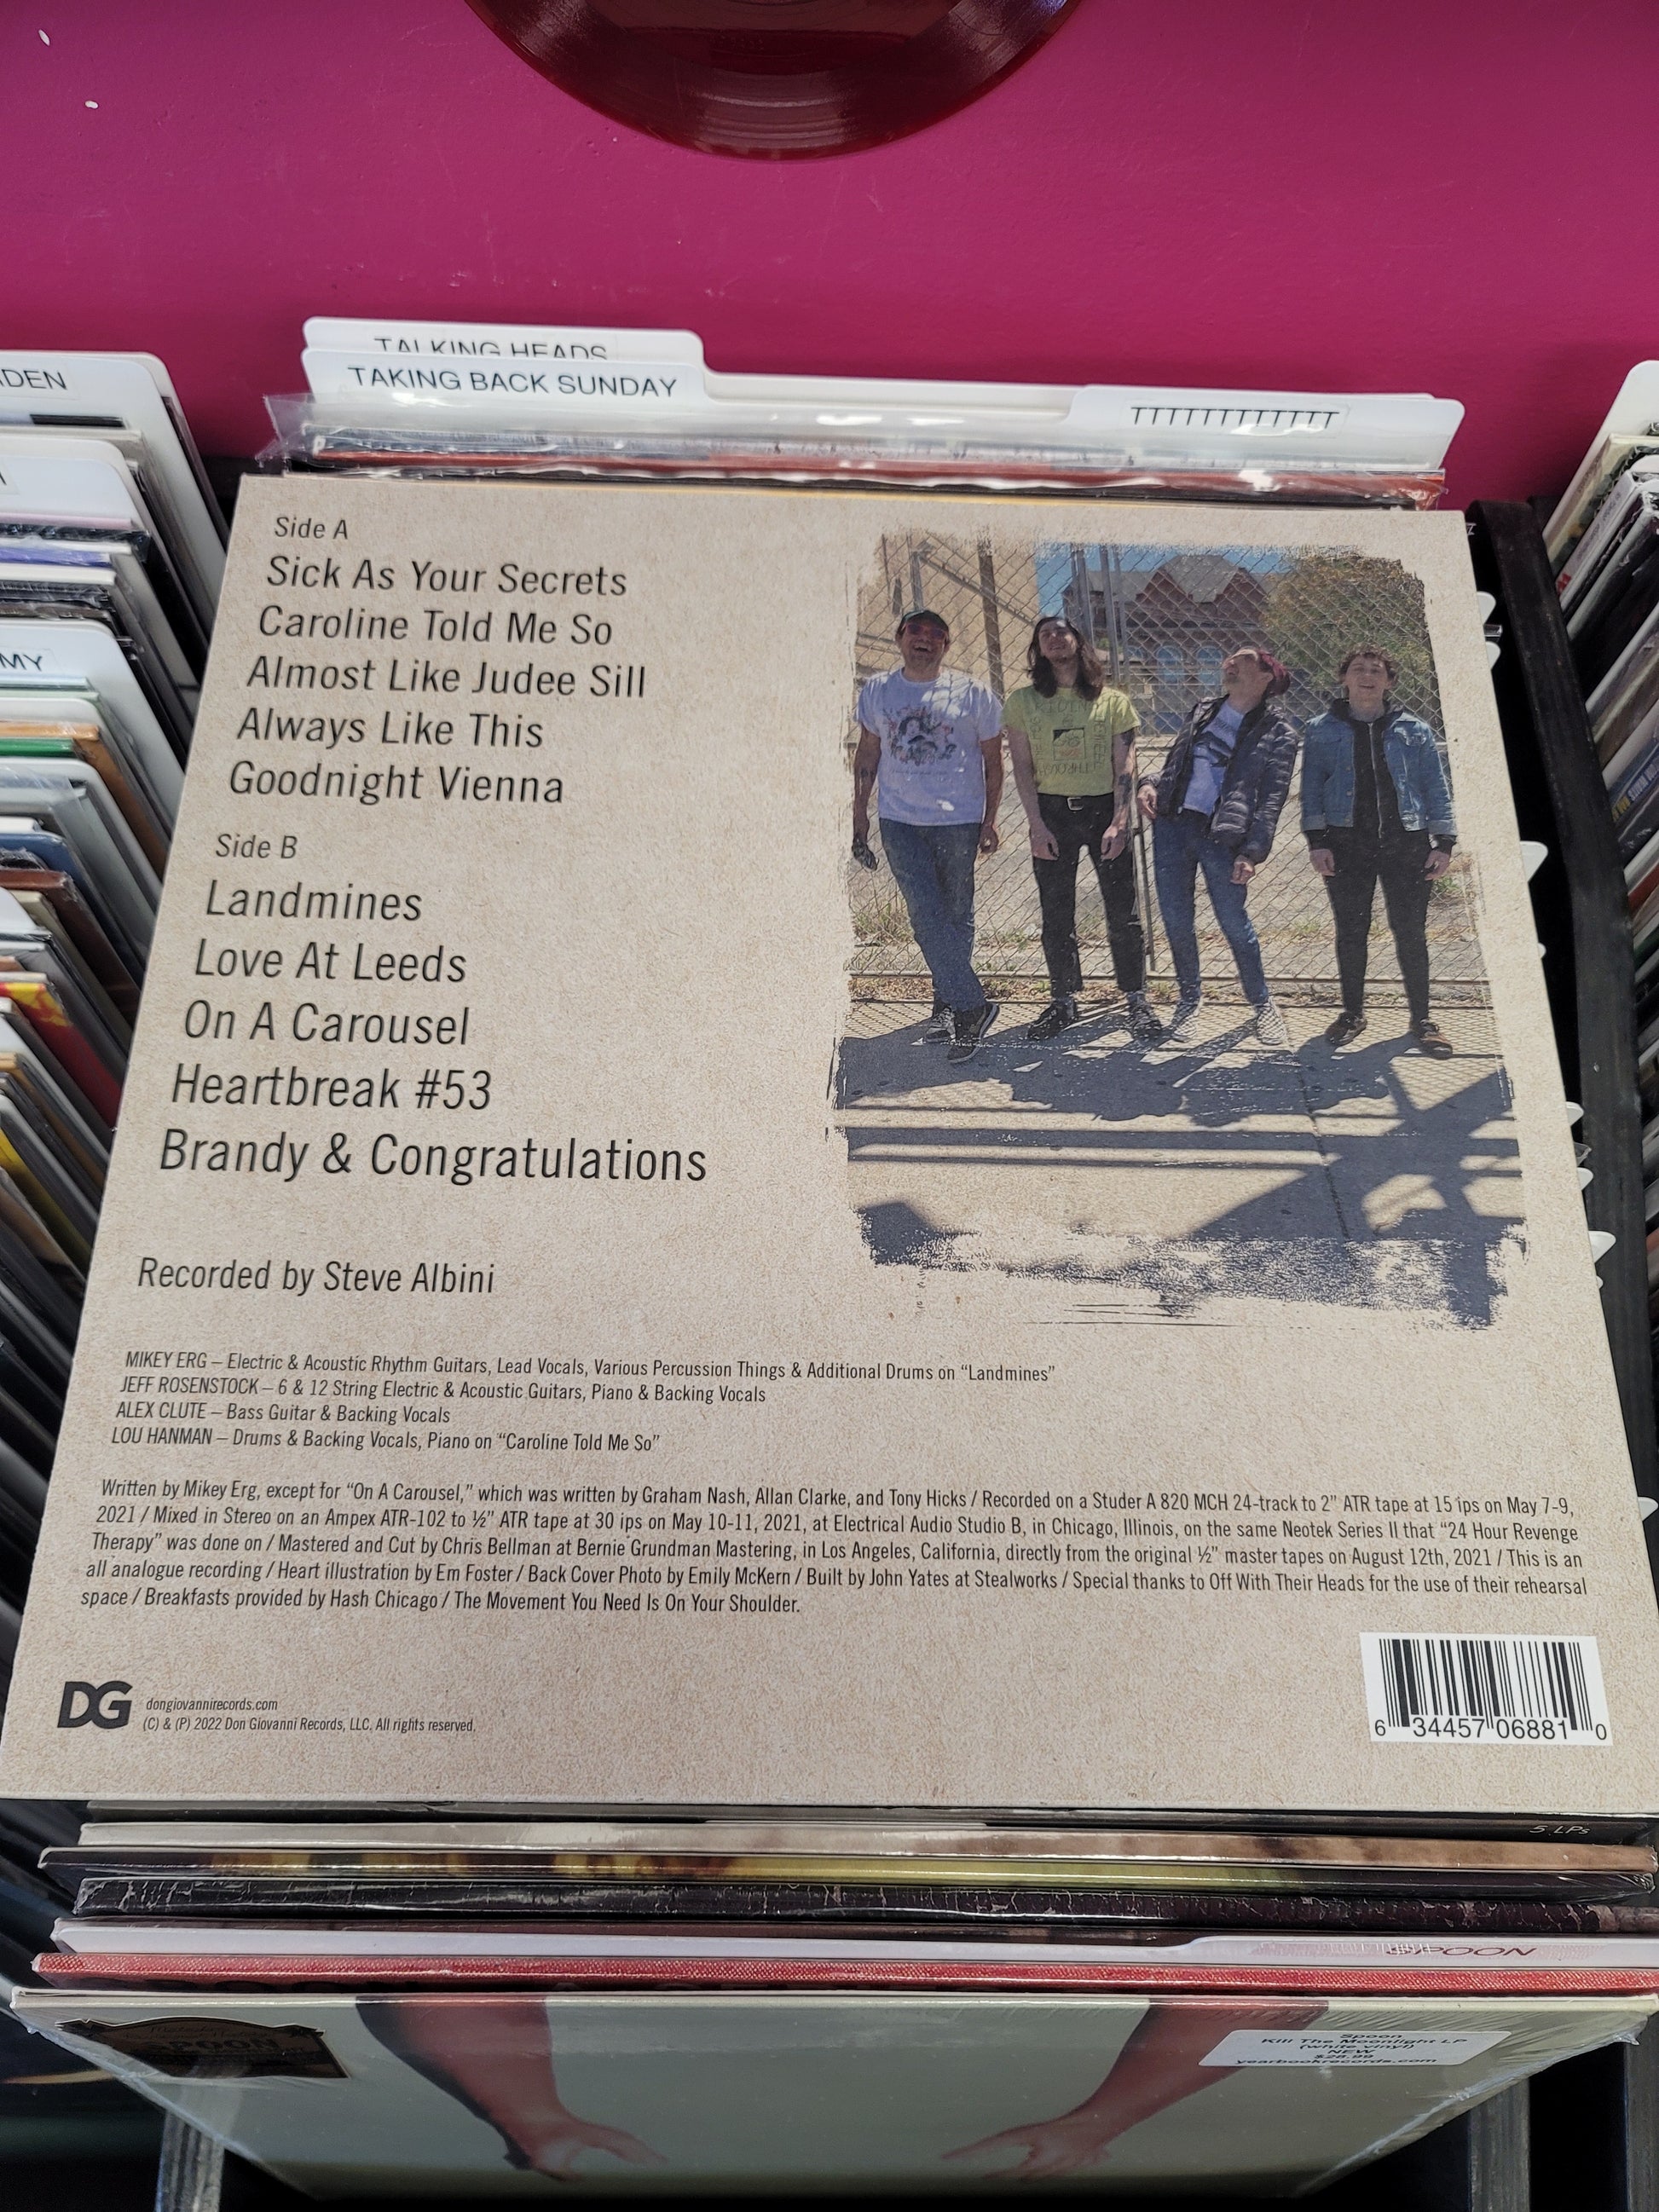 TALKING HEADS
TAKING BACK SUNDAY
TTTTTTTTTTTTT
MY
Side A
Sick As Your Secrets
Caroline Told Me So
Almost Like Judee Sill
Always Like This
Goodnight Vienna
Side B
Landmines
Love At Leeds
On A Carousel
Heartbreak #53
Brandy & Congratulations
Recorded by Steve Albini
MIKEY ERG – Electric & Acoustic Rhythm Guitars, Lead Vocals, Various Percussion Things & Additional Drums on “Landmines”
JEFF ROSENSTOCK – 6 & 12 String Electric & Acoustic Guitars, Piano & Backing Vocals
ALEX CLUTE – Bass Guitar & Backing Vocals
LOU HANMAN – Drums & Backing Vocals, Piano on “Caroline Told Me So”
Written by Mikey Erg, except for “On A Carousel,” which was written by Graham Nash, Allan Clarke, and Tony Hicks / Recorded on a Studer A 820 MCH 24-track to 2” ATR tape at 15 ips on May 7-9,
2021 / Mixed in Stereo on an Ampex ATR-102 to ½” ATR tape at 30 ips on May 10-11, 2021, at Electrical Audio Studio B, in Chicago, Illinois, on the same Neotek Series II that “24 Hour Revenge
Therapy” was done on / Mastered and Cut by Chris Bellman at Bernie Grundman Mastering, in Los Angeles, California, directly from the original ½” master tapes on August 12th, 2021 / This is an
all analogue recording / Heart illustration by Em Foster / Back Cover Photo by Emily McKern / Built by John Yates at Stealworks / Special thanks to Off With Their Heads for the use of their rehearsal
space / Breakfasts provided by Hash Chicago / The Movement You Need Is On Your Shoulder.
DG
dongiovannirecords.com
(C) & (P) 2022 Don Giovanni Records, LLC. All rights reserved.
6 34457 06881 0
5 LPs
SPOON
SPOON
Spoon
Kill The Moonlight LP
(white vinyl)
NEW
yearbookrecords.com